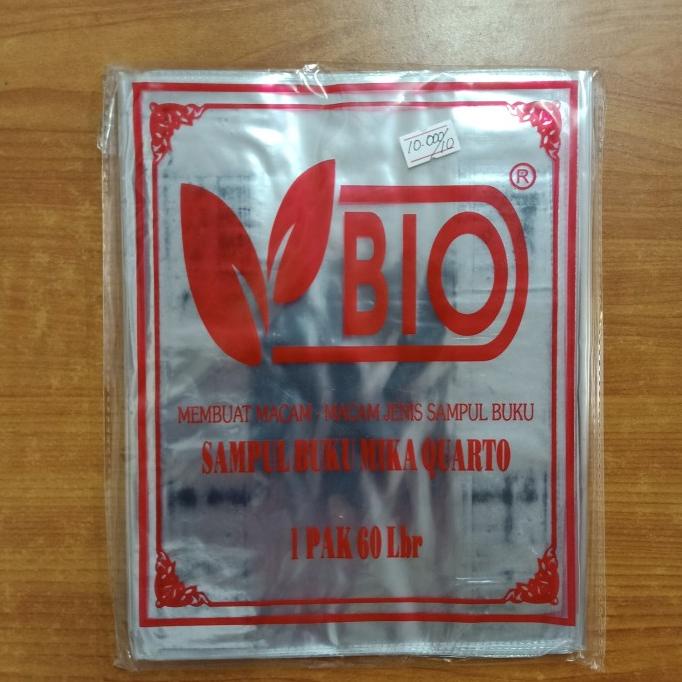 10.000/10
®
BIO
MEMBUAT MACAM - MACAM JENIS SAMPUL BUKU
SAMPUL BUKU MIKA QUARTO
1 PAK 60 Lbr